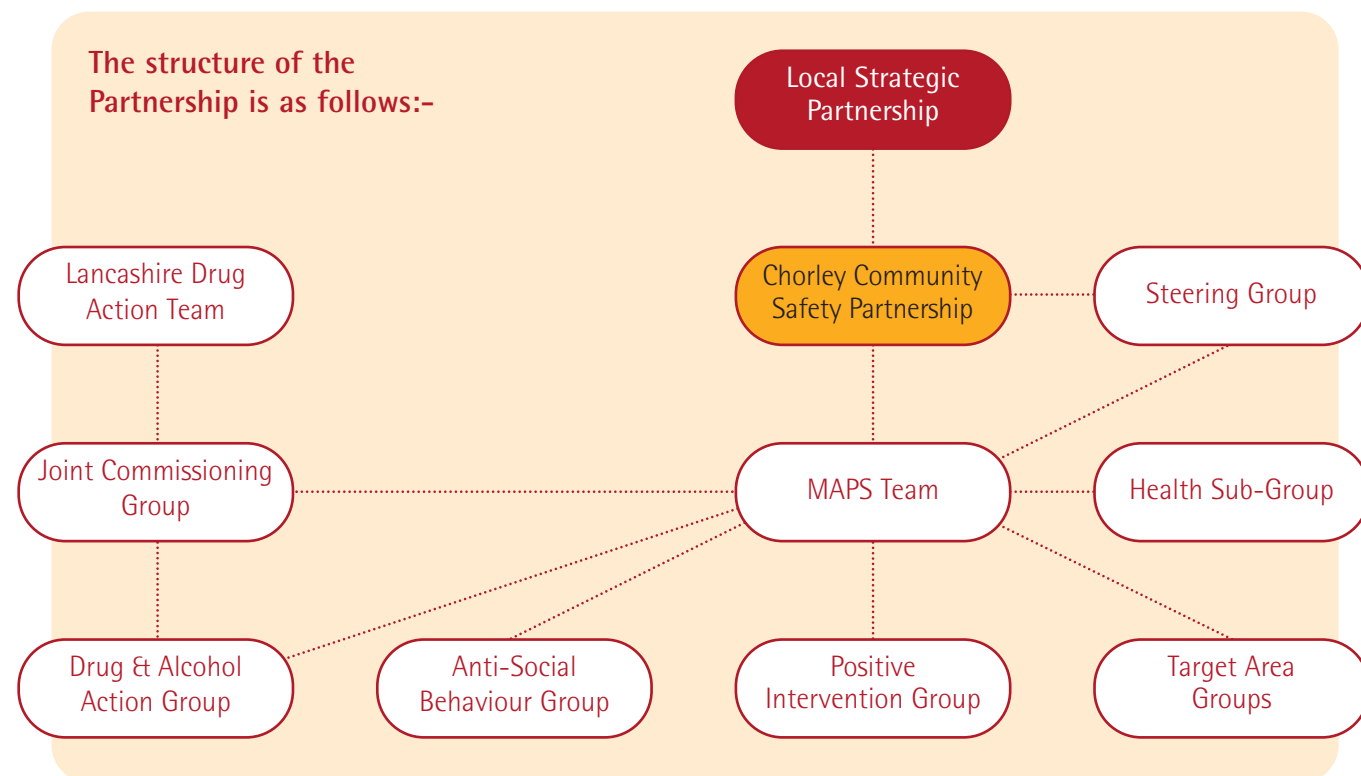 The structure of the
Partnership is as follows:-
Local Strategic
Partnership
Lancashire Drug
Action Team
Chorley Community
Safety Partnership
Steering Group
Joint Commissioning
Group
MAPS Team
Health Sub-Group
Drug & Alcohol
Action Group
Anti-Social
Behaviour Group
Positive
Intervention Group
Target Area
Groups